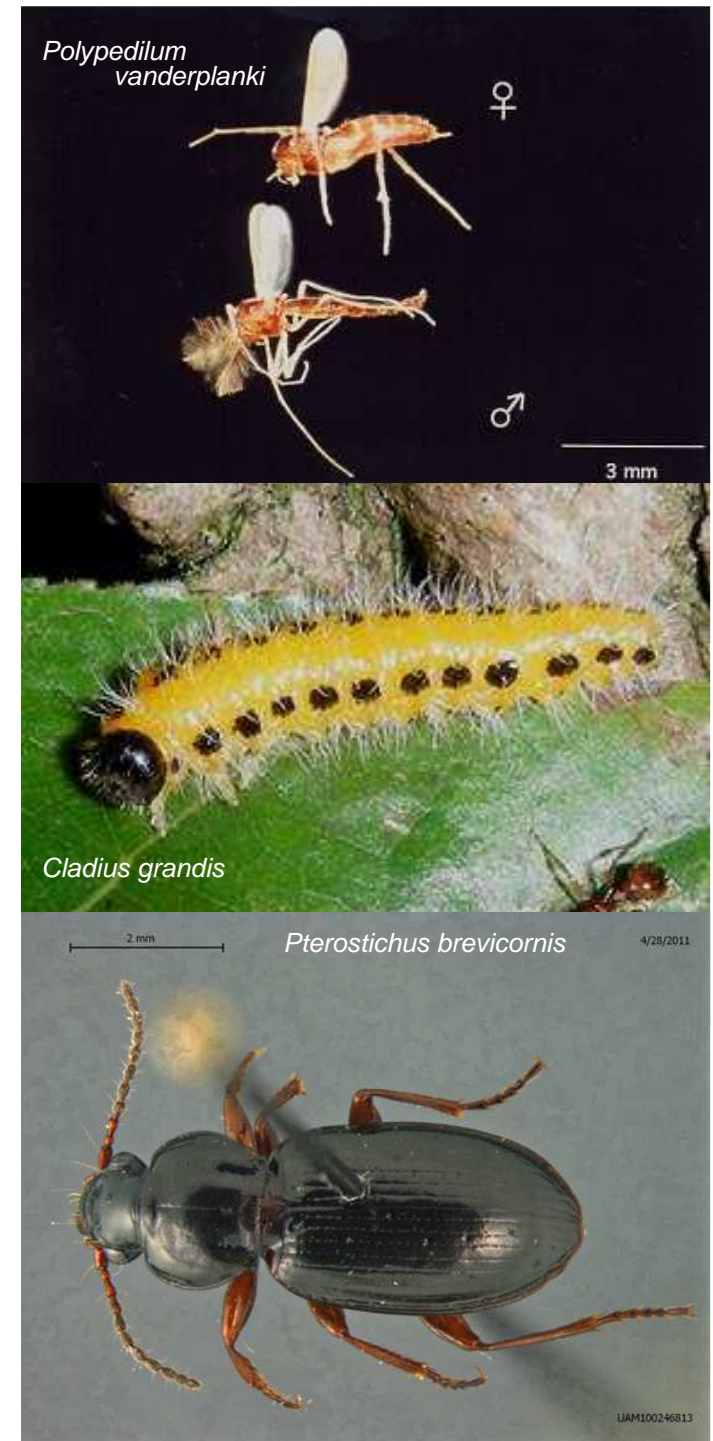 Polypedilum
vanderplanki
♀
♂
3 mm
Cladius grandis
2 mm
Pterostichus brevicornis
4/28/2011
UAM100246813